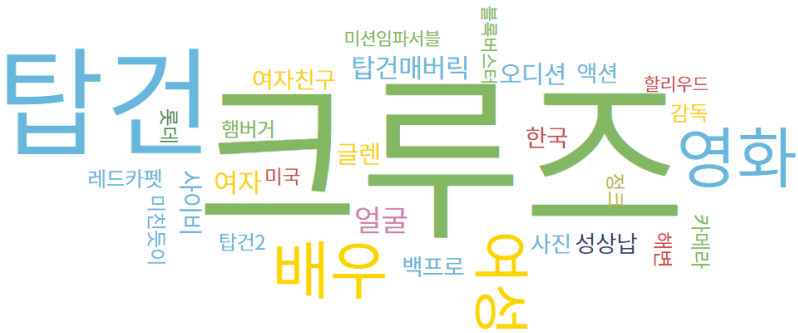 미션임파서블
블록버스터
탑건
여자친구
탑건매버릭
오디션
액션
할리우드
크루즈
롯데
햄버거
글렌
한국
감독
영화
레드카펫
사이비
여자
미국
정크
미친듯이
얼굴
탑건2
배우
백프로
여성
사진
성상납
해변
카메라